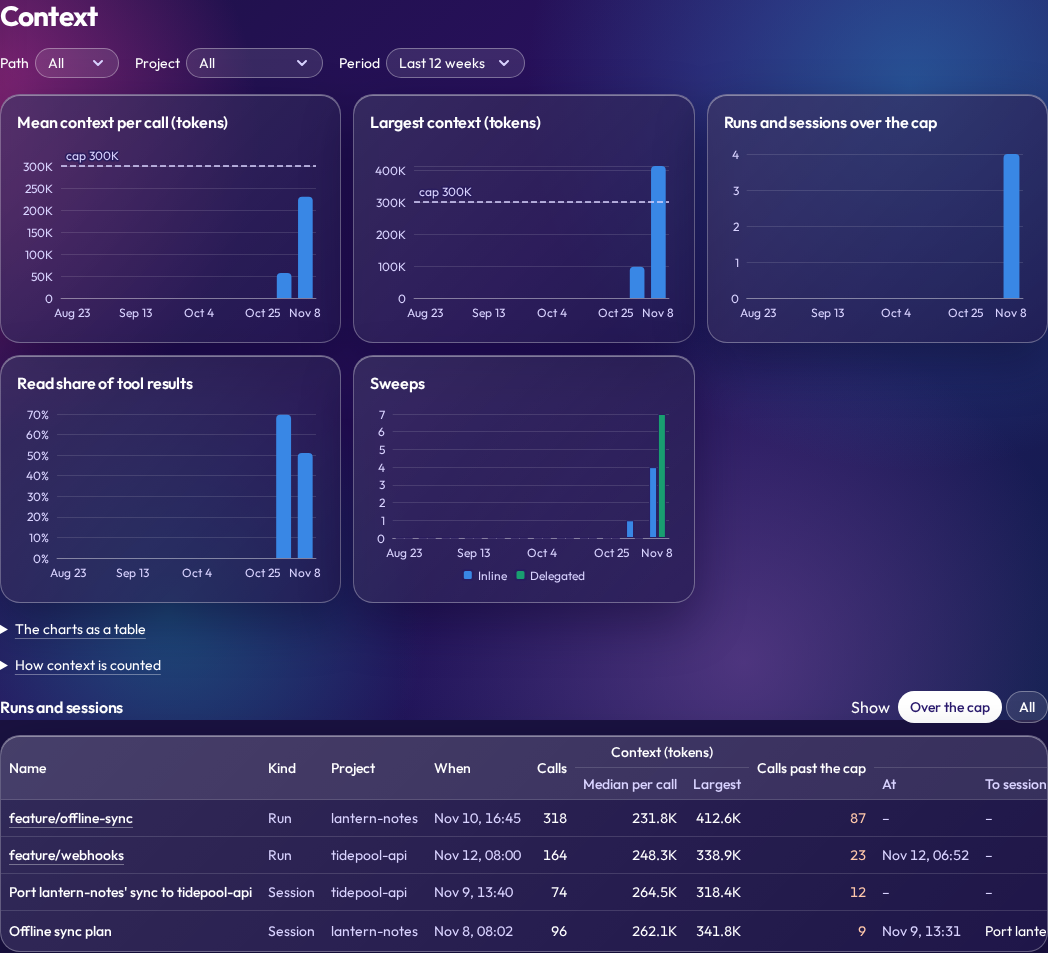 Context
Path All Project All Period Last 12 weeks
Mean context per call (tokens)
cap 300K
300K
250K
200K
150K
100K
50K
0
Aug 23 Sep 13 Oct 4 Oct 25 Nov 8
Largest context (tokens)
400K
cap 300K
300K
200K
100K
0
Aug 23 Sep 13 Oct 4 Oct 25 Nov 8
Runs and sessions over the cap
4
3
2
1
0
Aug 23 Sep 13 Oct 4 Oct 25 Nov 8
Read share of tool results
70%
60%
50%
40%
30%
20%
10%
0%
Aug 23 Sep 13 Oct 4 Oct 25 Nov 8
Sweeps
7
6
5
4
3
2
1
0
Aug 23 Sep 13 Oct 4 Oct 25 Nov 8
Inline Delegated
The charts as a table
How context is counted
Runs and sessions Show Over the cap All
Context (tokens)
Name Kind Project When Calls Calls past the cap
Median per call Largest At To session
feature/offline-sync Run lantern-notes Nov 10, 16:45 318 231.8K 412.6K 87 – –
feature/webhooks Run tidepool-api Nov 12, 08:00 164 248.3K 338.9K 23 Nov 12, 06:52 –
Port lantern-notes' sync to tidepool-api Session tidepool-api Nov 9, 13:40 74 264.5K 318.4K 12 – –
Offline sync plan Session lantern-notes Nov 8, 08:02 96 262.1K 341.8K 9 Nov 9, 13:31 Port lante